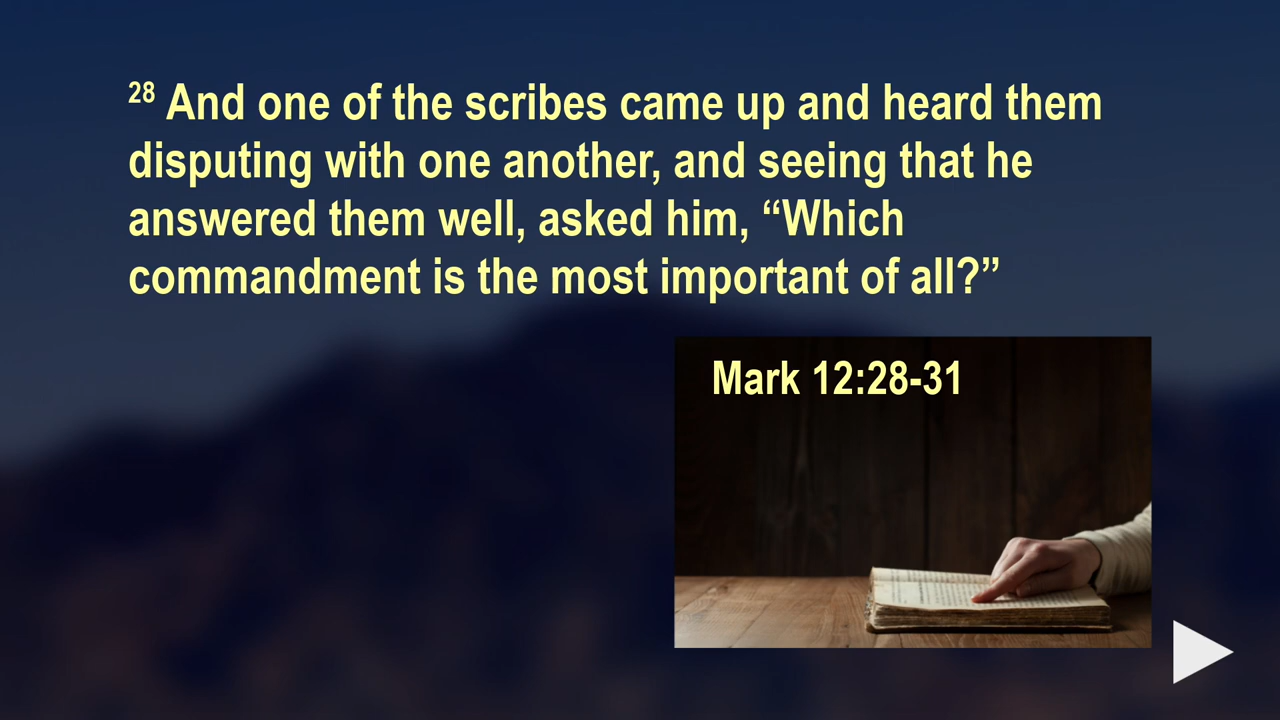 28 And one of the scribes came up and heard them
disputing with one another, and seeing that he
answered them well, asked him, “Which
commandment is the most important of all?”
Mark 12:28-31